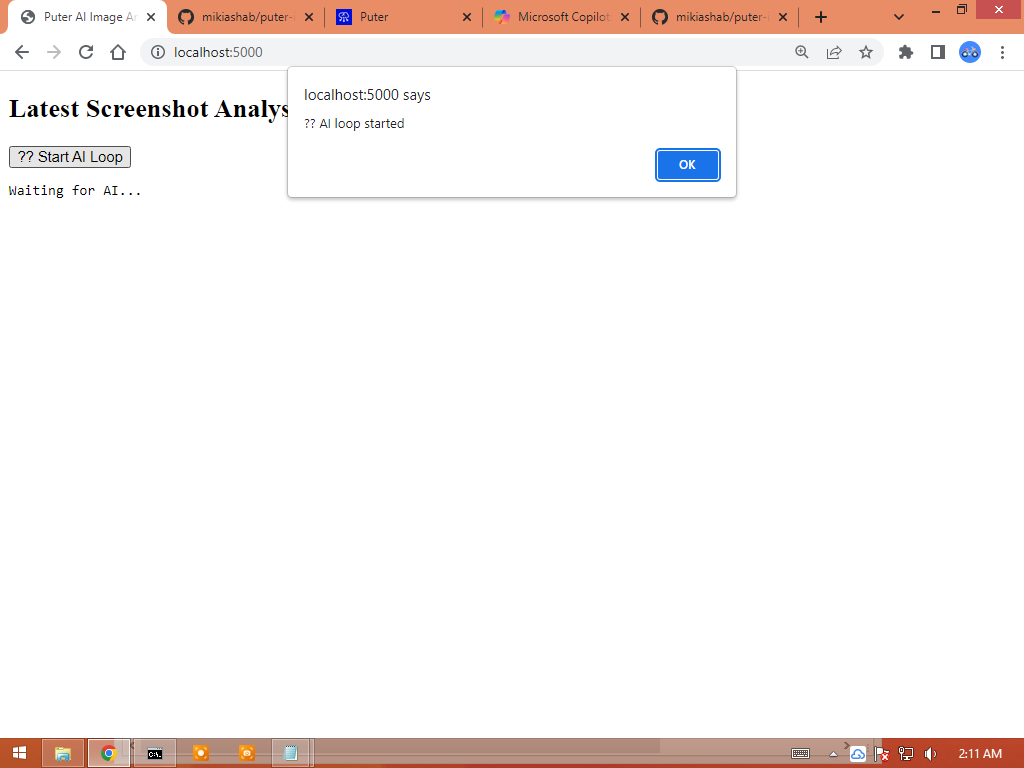 Puter AI Image An
mikiashab/puter-
Puter
Microsoft Copilot
mikiashab/puter-
localhost:5000
localhost:5000 says
?? AI loop started
OK
Latest Screenshot Analys
?? Start AI Loop
Waiting for AI...
C:\.
2:11 AM